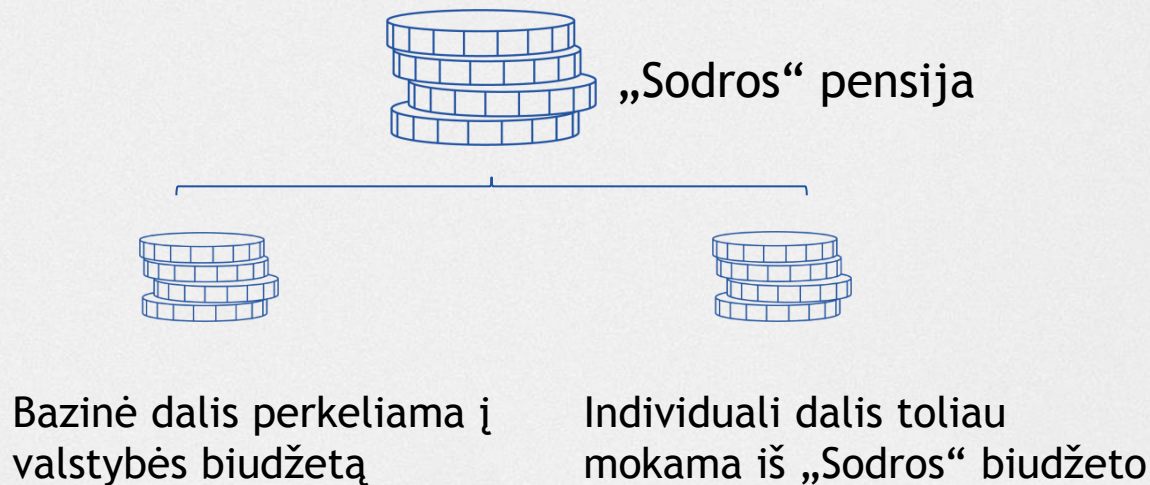 „Sodros“ pensija
Bazinė dalis perkeliama į
valstybės biudžetą
Individuali dalis toliau
mokama iš „Sodros“ biudžeto